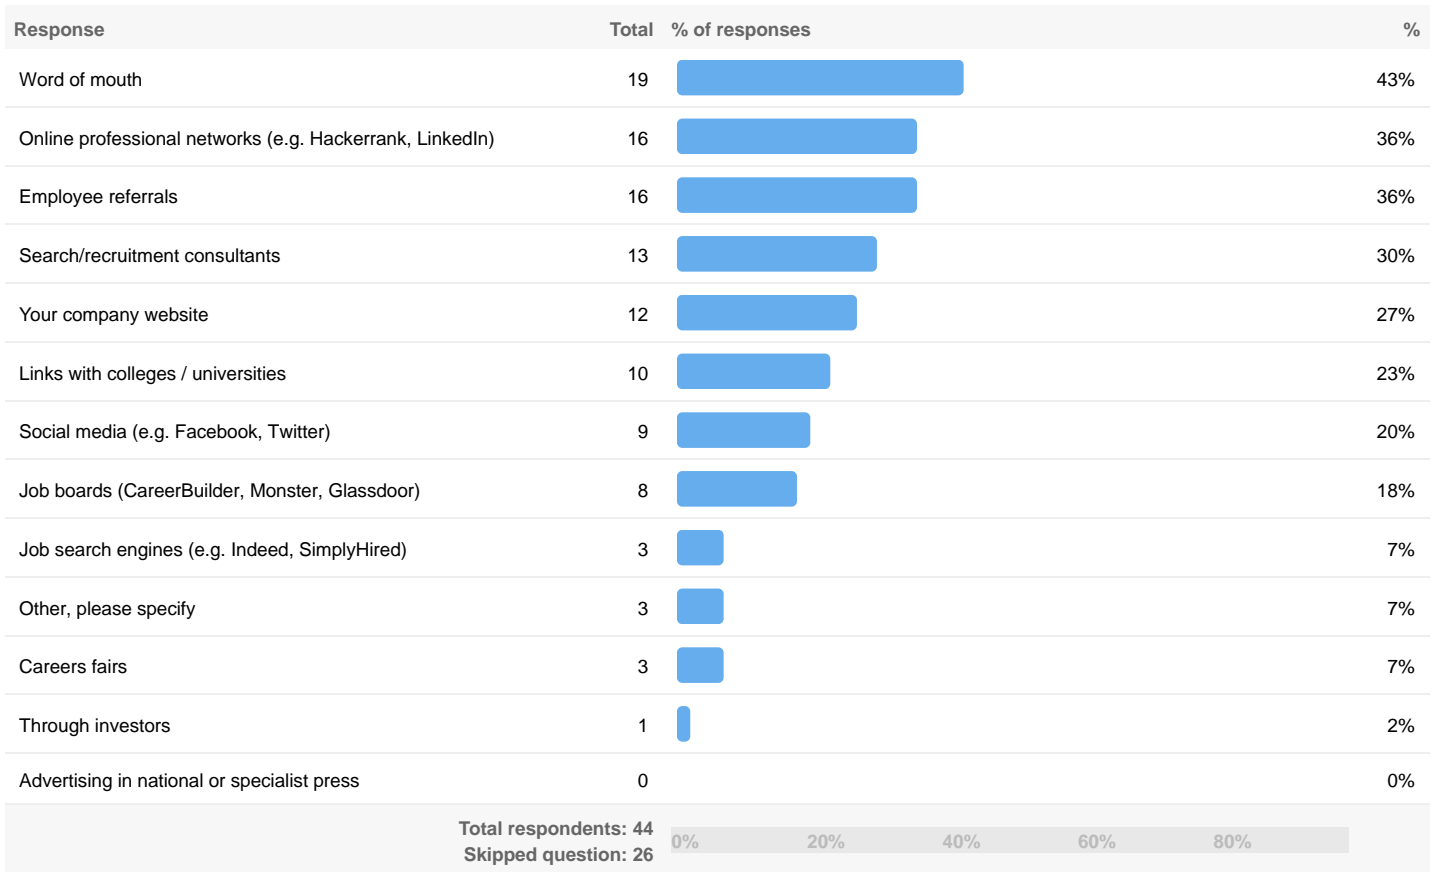 Response Total % of responses %
Word of mouth 19 43%
Online professional networks (e.g. Hackerrank, LinkedIn) 16 36%
Employee referrals 16 36%
Search/recruitment consultants 13 30%
Your company website 12 27%
Links with colleges / universities 10 23%
Social media (e.g. Facebook, Twitter) 9 20%
Job boards (CareerBuilder, Monster, Glassdoor) 8 18%
Job search engines (e.g. Indeed, SimplyHired) 3 7%
Other, please specify 3 7%
Careers fairs 3 7%
Through investors 1 2%
Advertising in national or specialist press 0 0%
Total respondents: 44
Skipped question: 26
0% 20% 40% 60% 80%